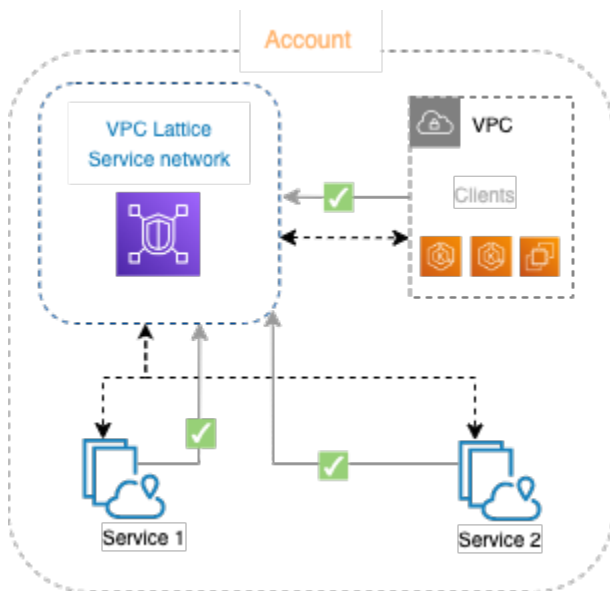 Account
VPC Lattice
Service network
VPC
Clients
Service 1
Service 2